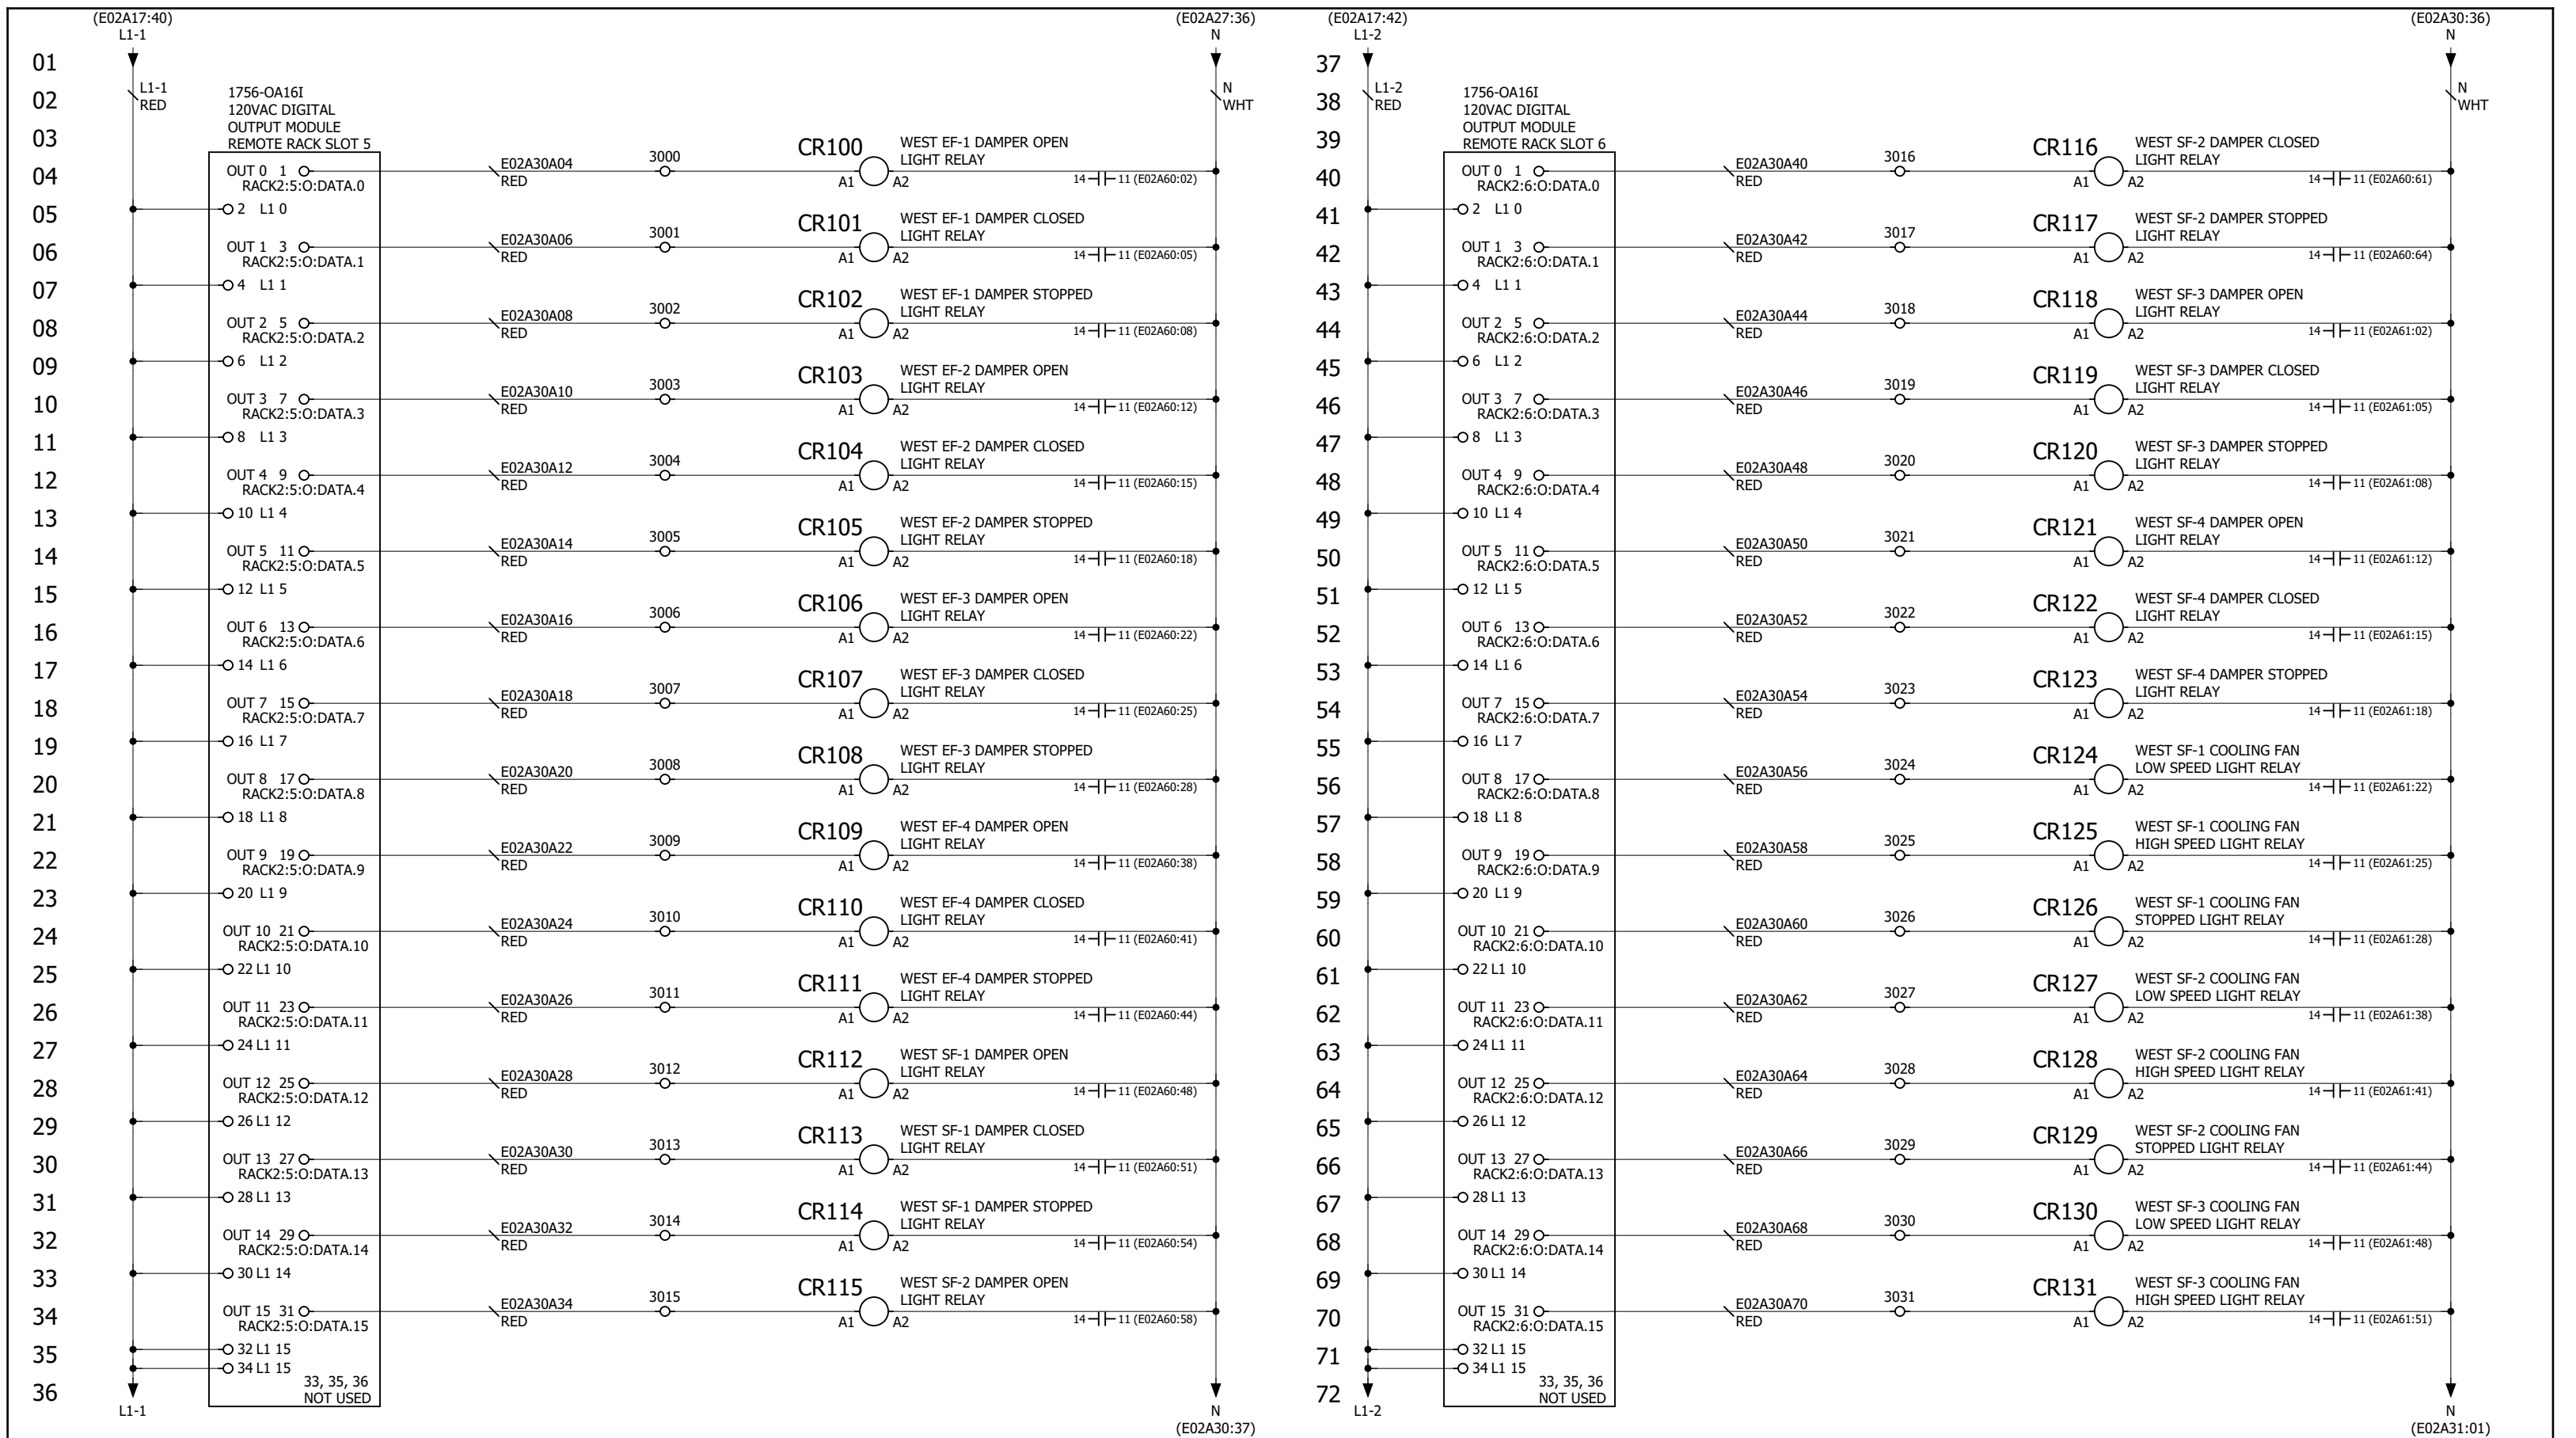 (E02A17:40)
L1-1
(E02A27:36)
N
01
L1-1
RED
N
WHT
02
1756-OA16I
120VAC DIGITAL
OUTPUT MODULE
REMOTE RACK SLOT 5
03
04
OUT 0 1
RACK2:5:O:DATA.0
E02A30A04
RED
3000
CR100
A1 A2
WEST EF-1 DAMPER OPEN
LIGHT RELAY
14 11 (E02A60:02)
05
2 L1 0
06
OUT 1 3
RACK2:5:O:DATA.1
E02A30A06
RED
3001
CR101
A1 A2
WEST EF-1 DAMPER CLOSED
LIGHT RELAY
14 11 (E02A60:05)
07
4 L1 1
08
OUT 2 5
RACK2:5:O:DATA.2
E02A30A08
RED
3002
CR102
A1 A2
WEST EF-1 DAMPER STOPPED
LIGHT RELAY
14 11 (E02A60:08)
09
6 L1 2
10
OUT 3 7
RACK2:5:O:DATA.3
E02A30A10
RED
3003
CR103
A1 A2
WEST EF-2 DAMPER OPEN
LIGHT RELAY
14 11 (E02A60:12)
11
8 L1 3
12
OUT 4 9
RACK2:5:O:DATA.4
E02A30A12
RED
3004
CR104
A1 A2
WEST EF-2 DAMPER CLOSED
LIGHT RELAY
14 11 (E02A60:15)
13
10 L1 4
14
OUT 5 11
RACK2:5:O:DATA.5
E02A30A14
RED
3005
CR105
A1 A2
WEST EF-2 DAMPER STOPPED
LIGHT RELAY
14 11 (E02A60:18)
15
12 L1 5
16
OUT 6 13
RACK2:5:O:DATA.6
E02A30A16
RED
3006
CR106
A1 A2
WEST EF-3 DAMPER OPEN
LIGHT RELAY
14 11 (E02A60:22)
17
14 L1 6
18
OUT 7 15
RACK2:5:O:DATA.7
E02A30A18
RED
3007
CR107
A1 A2
WEST EF-3 DAMPER CLOSED
LIGHT RELAY
14 11 (E02A60:25)
19
16 L1 7
20
OUT 8 17
RACK2:5:O:DATA.8
E02A30A20
RED
3008
CR108
A1 A2
WEST EF-3 DAMPER STOPPED
LIGHT RELAY
14 11 (E02A60:28)
21
18 L1 8
22
OUT 9 19
RACK2:5:O:DATA.9
E02A30A22
RED
3009
CR109
A1 A2
WEST EF-4 DAMPER OPEN
LIGHT RELAY
14 11 (E02A60:38)
23
20 L1 9
24
OUT 10 21
RACK2:5:O:DATA.10
E02A30A24
RED
3010
CR110
A1 A2
WEST EF-4 DAMPER CLOSED
LIGHT RELAY
14 11 (E02A60:41)
25
22 L1 10
26
OUT 11 23
RACK2:5:O:DATA.11
E02A30A26
RED
3011
CR111
A1 A2
WEST EF-4 DAMPER STOPPED
LIGHT RELAY
14 11 (E02A60:44)
27
24 L1 11
28
OUT 12 25
RACK2:5:O:DATA.12
E02A30A28
RED
3012
CR112
A1 A2
WEST SF-1 DAMPER OPEN
LIGHT RELAY
14 11 (E02A60:48)
29
26 L1 12
30
OUT 13 27
RACK2:5:O:DATA.13
E02A30A30
RED
3013
CR113
A1 A2
WEST SF-1 DAMPER CLOSED
LIGHT RELAY
14 11 (E02A60:51)
31
28 L1 13
32
OUT 14 29
RACK2:5:O:DATA.14
E02A30A32
RED
3014
CR114
A1 A2
WEST SF-1 DAMPER STOPPED
LIGHT RELAY
14 11 (E02A60:54)
33
30 L1 14
34
OUT 15 31
RACK2:5:O:DATA.15
E02A30A34
RED
3015
CR115
A1 A2
WEST SF-2 DAMPER OPEN
LIGHT RELAY
14 11 (E02A60:58)
35
32 L1 15
34 L1 15
36
33, 35, 36
NOT USED
L1-1
N
(E02A30:37)
(E02A17:42)
L1-2
(E02A30:36)
N
37
L1-2
RED
N
WHT
38
1756-OA16I
120VAC DIGITAL
OUTPUT MODULE
REMOTE RACK SLOT 6
39
40
OUT 0 1
RACK2:6:O:DATA.0
E02A30A40
RED
3016
CR116
A1 A2
WEST SF-2 DAMPER CLOSED
LIGHT RELAY
14 11 (E02A60:61)
41
2 L1 0
42
OUT 1 3
RACK2:6:O:DATA.1
E02A30A42
RED
3017
CR117
A1 A2
WEST SF-2 DAMPER STOPPED
LIGHT RELAY
14 11 (E02A60:64)
43
4 L1 1
44
OUT 2 5
RACK2:6:O:DATA.2
E02A30A44
RED
3018
CR118
A1 A2
WEST SF-3 DAMPER OPEN
LIGHT RELAY
14 11 (E02A61:02)
45
6 L1 2
46
OUT 3 7
RACK2:6:O:DATA.3
E02A30A46
RED
3019
CR119
A1 A2
WEST SF-3 DAMPER CLOSED
LIGHT RELAY
14 11 (E02A61:05)
47
8 L1 3
48
OUT 4 9
RACK2:6:O:DATA.4
E02A30A48
RED
3020
CR120
A1 A2
WEST SF-3 DAMPER STOPPED
LIGHT RELAY
14 11 (E02A61:08)
49
10 L1 4
50
OUT 5 11
RACK2:6:O:DATA.5
E02A30A50
RED
3021
CR121
A1 A2
WEST SF-4 DAMPER OPEN
LIGHT RELAY
14 11 (E02A61:12)
51
12 L1 5
52
OUT 6 13
RACK2:6:O:DATA.6
E02A30A52
RED
3022
CR122
A1 A2
WEST SF-4 DAMPER CLOSED
LIGHT RELAY
14 11 (E02A61:15)
53
14 L1 6
54
OUT 7 15
RACK2:6:O:DATA.7
E02A30A54
RED
3023
CR123
A1 A2
WEST SF-4 DAMPER STOPPED
LIGHT RELAY
14 11 (E02A61:18)
55
16 L1 7
56
OUT 8 17
RACK2:6:O:DATA.8
E02A30A56
RED
3024
CR124
A1 A2
WEST SF-1 COOLING FAN
LOW SPEED LIGHT RELAY
14 11 (E02A61:22)
57
18 L1 8
58
OUT 9 19
RACK2:6:O:DATA.9
E02A30A58
RED
3025
CR125
A1 A2
WEST SF-1 COOLING FAN
HIGH SPEED LIGHT RELAY
14 11 (E02A61:25)
59
20 L1 9
60
OUT 10 21
RACK2:6:O:DATA.10
E02A30A60
RED
3026
CR126
A1 A2
WEST SF-1 COOLING FAN
STOPPED LIGHT RELAY
14 11 (E02A61:28)
61
22 L1 10
62
OUT 11 23
RACK2:6:O:DATA.11
E02A30A62
RED
3027
CR127
A1 A2
WEST SF-2 COOLING FAN
LOW SPEED LIGHT RELAY
14 11 (E02A61:38)
63
24 L1 11
64
OUT 12 25
RACK2:6:O:DATA.12
E02A30A64
RED
3028
CR128
A1 A2
WEST SF-2 COOLING FAN
HIGH SPEED LIGHT RELAY
14 11 (E02A61:41)
65
26 L1 12
66
OUT 13 27
RACK2:6:O:DATA.13
E02A30A66
RED
3029
CR129
A1 A2
WEST SF-2 COOLING FAN
STOPPED LIGHT RELAY
14 11 (E02A61:44)
67
28 L1 13
68
OUT 14 29
RACK2:6:O:DATA.14
E02A30A68
RED
3030
CR130
A1 A2
WEST SF-3 COOLING FAN
LOW SPEED LIGHT RELAY
14 11 (E02A61:48)
69
30 L1 14
70
OUT 15 31
RACK2:6:O:DATA.15
E02A30A70
RED
3031
CR131
A1 A2
WEST SF-3 COOLING FAN
HIGH SPEED LIGHT RELAY
14 11 (E02A61:51)
71
32 L1 15
34 L1 15
72
33, 35, 36
NOT USED
L1-2
N
(E02A31:01)